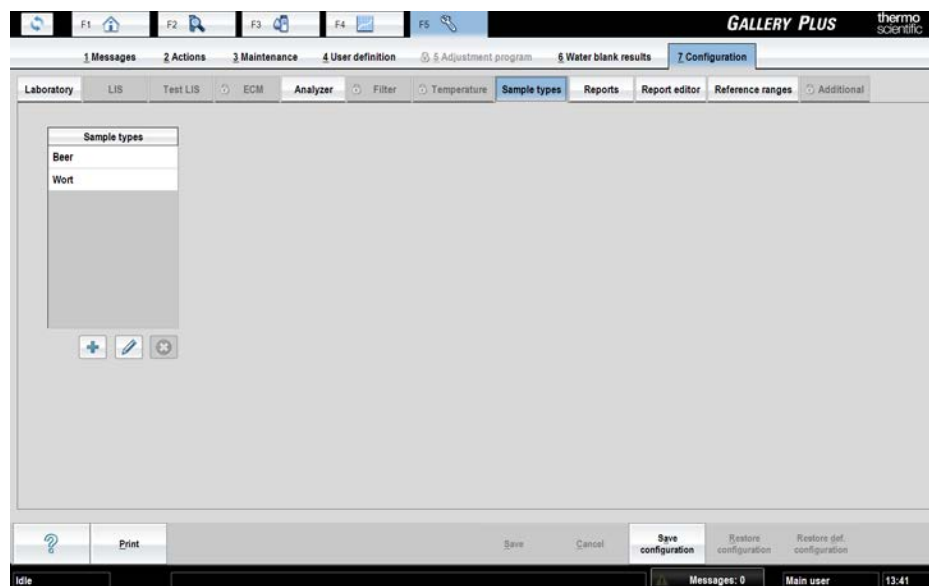 F1 F2 F3 F4 F5 GALLERY PLUS thermo scientific
1 Messages 2 Actions 3 Maintenance 4 User definition 5 Adjustment program 6 Water blank results 7 Configuration
Laboratory LIS Test LIS ECM Analyzer Filter Temperature Sample types Reports Report editor Reference ranges Additional
Sample types
Beer
Wort
? Print Save Cancel Save configuration Restore configuration Restore def. configuration
Idle Messages: 0 Main user 13:41